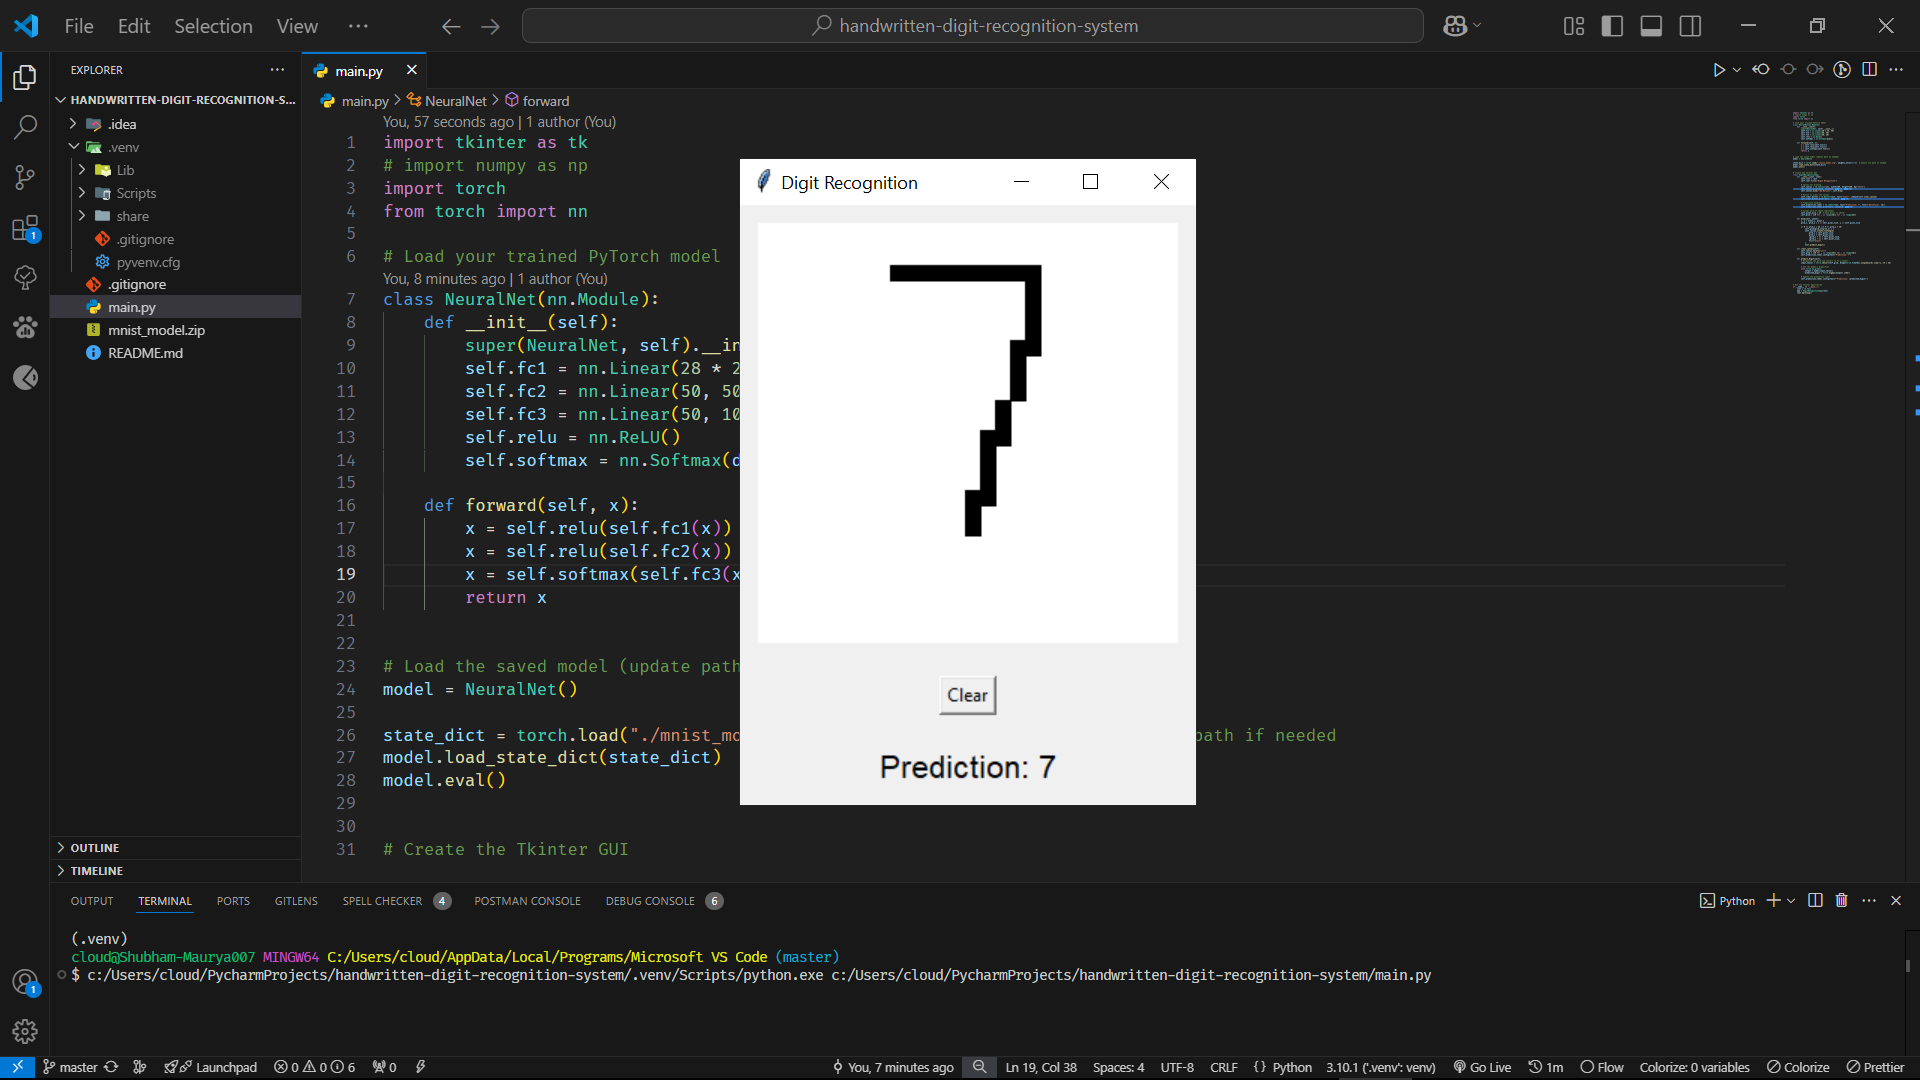 File Edit Selection View ···
handwritten-digit-recognition-system
EXPLORER
HANDWRITTEN-DIGIT-RECOGNITION-S...
.idea
.venv
Lib
Scripts
share
.gitignore
pyvenv.cfg
.gitignore
main.py
mnist_model.zip
README.md
OUTLINE
TIMELINE
main.py
main.py > NeuralNet > forward
You, 57 seconds ago | 1 author (You)
1 import tkinter as tk
2 # import numpy as np
3 import torch
4 from torch import nn
5
6 # Load your trained PyTorch model
You, 8 minutes ago | 1 author (You)
7 class NeuralNet(nn.Module):
8 def __init__(self):
9 super(NeuralNet, self).__in
10 self.fc1 = nn.Linear(28 * 2
11 self.fc2 = nn.Linear(50, 50
12 self.fc3 = nn.Linear(50, 10
13 self.relu = nn.ReLU()
14 self.softmax = nn.Softmax(d
15
16 def forward(self, x):
17 x = self.relu(self.fc1(x))
18 x = self.relu(self.fc2(x))
19 x = self.softmax(self.fc3(x
20 return x
21
22
23 # Load the saved model (update path
24 model = NeuralNet()
25
26 state_dict = torch.load("./mnist_mo path if needed
27 model.load_state_dict(state_dict)
28 model.eval()
29
30
31 # Create the Tkinter GUI
Digit Recognition
7
Clear
Prediction: 7
OUTPUT TERMINAL PORTS GITLENS SPELL CHECKER 4 POSTMAN CONSOLE DEBUG CONSOLE 6
Python
(.venv)
cloud@Shubham-Maurya007 MINGW64 C:/Users/cloud/AppData/Local/Programs/Microsoft VS Code (master)
$ c:/Users/cloud/PycharmProjects/handwritten-digit-recognition-system/.venv/Scripts/python.exe c:/Users/cloud/PycharmProjects/handwritten-digit-recognition-system/main.py
1
1
master Launchpad 0 0 6 0 You, 7 minutes ago Ln 19, Col 38 Spaces: 4 UTF-8 CRLF {} Python 3.10.1 ('.venv': venv) Go Live 1m Flow Colorize: 0 variables Colorize Prettier